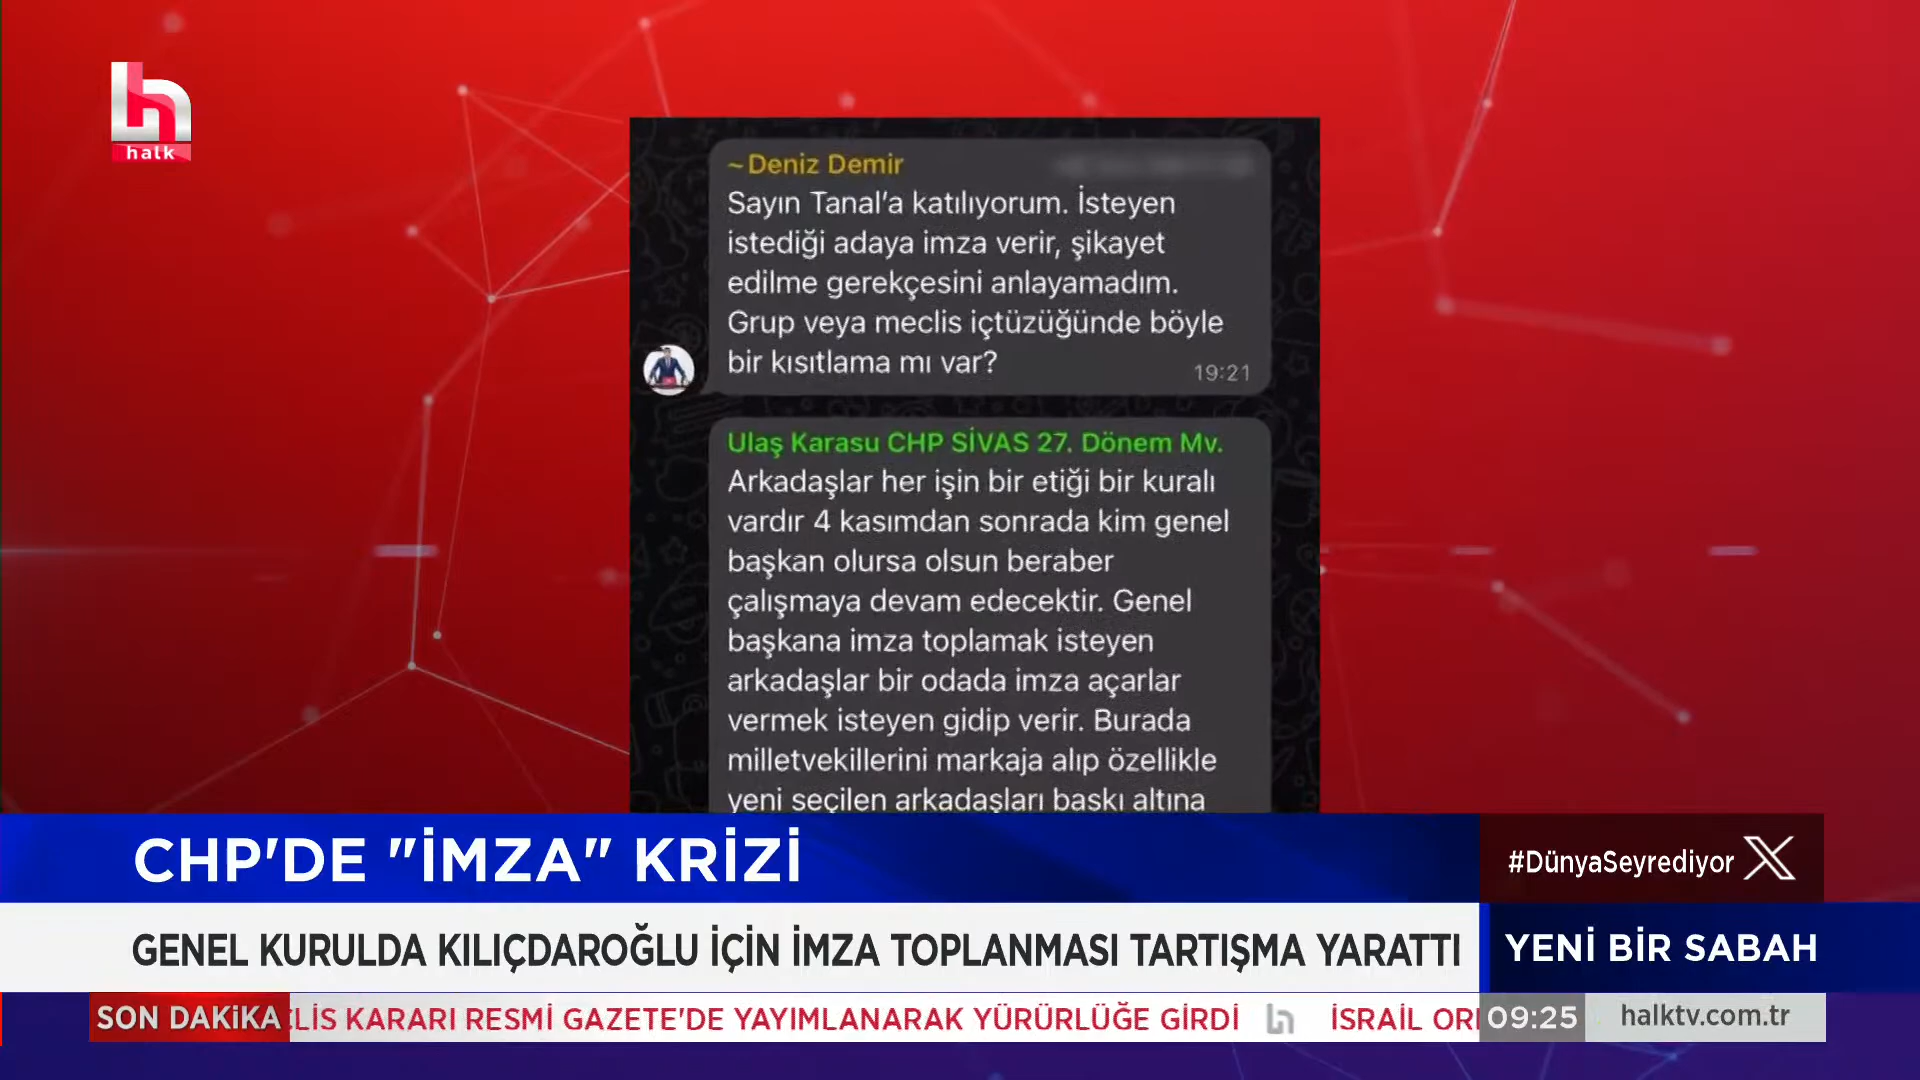 halk
~Deniz Demir
Sayın Tanal'a katılıyorum. İsteyen
istediği adaya imza verir, şikayet
edilme gerekçesini anlayamadım.
Grup veya meclis içtüzüğünde böyle
bir kısıtlama mı var?
19:21
Ulaş Karasu CHP SİVAS 27. Dönem Mv.
Arkadaşlar her işin bir etiği bir kuralı
vardır 4 kasımdan sonrada kim genel
başkan olursa olsun beraber
çalışmaya devam edecektir. Genel
başkana imza toplamak isteyen
arkadaşlar bir odada imza açarlar
vermek isteyen gidip verir. Burada
milletvekillerini markaja alıp özellikle
yeni seçilen arkadaşları baskı altına
CHP'DE "İMZA" KRİZİ
#DünyaSeyrediyor X
GENEL KURULDA KILIÇDAROĞLU İÇİN İMZA TOPLANMASI TARTIŞMA YARATTI
YENİ BİR SABAH
SON DAKİKA
LİS KARARI RESMİ GAZETE'DE YAYIMLANARAK YÜRÜRLÜĞE GİRDİ
İSRAİL
09:25
halktv.com.tr